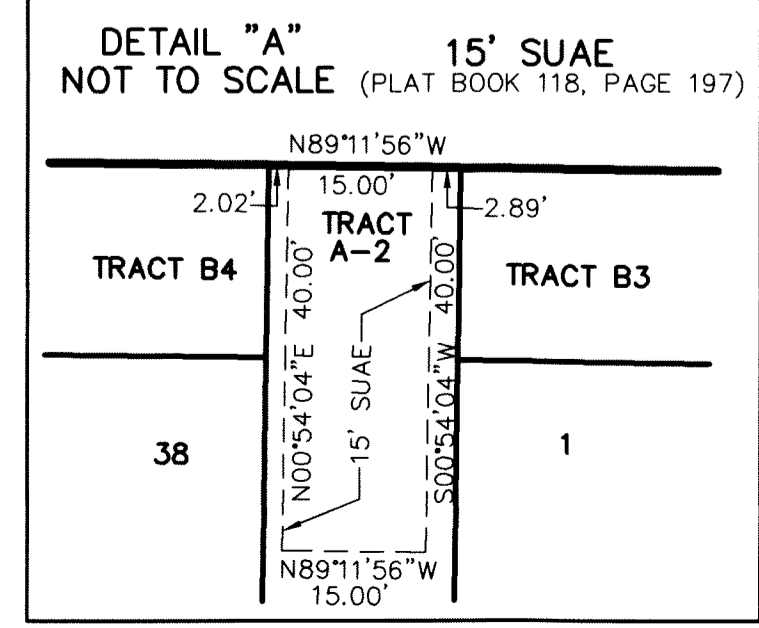 DETAIL "A"
NOT TO SCALE
15' SUAE
(PLAT BOOK 118, PAGE 197)
N89°11'56"W
15.00'
2.02'
2.89'
TRACT
A-2
TRACT B4
TRACT B3
N00°54'04"E 40.00'
15' SUAE
S00°54'04"W 40.00'
38
1
N89°11'56"W
15.00'